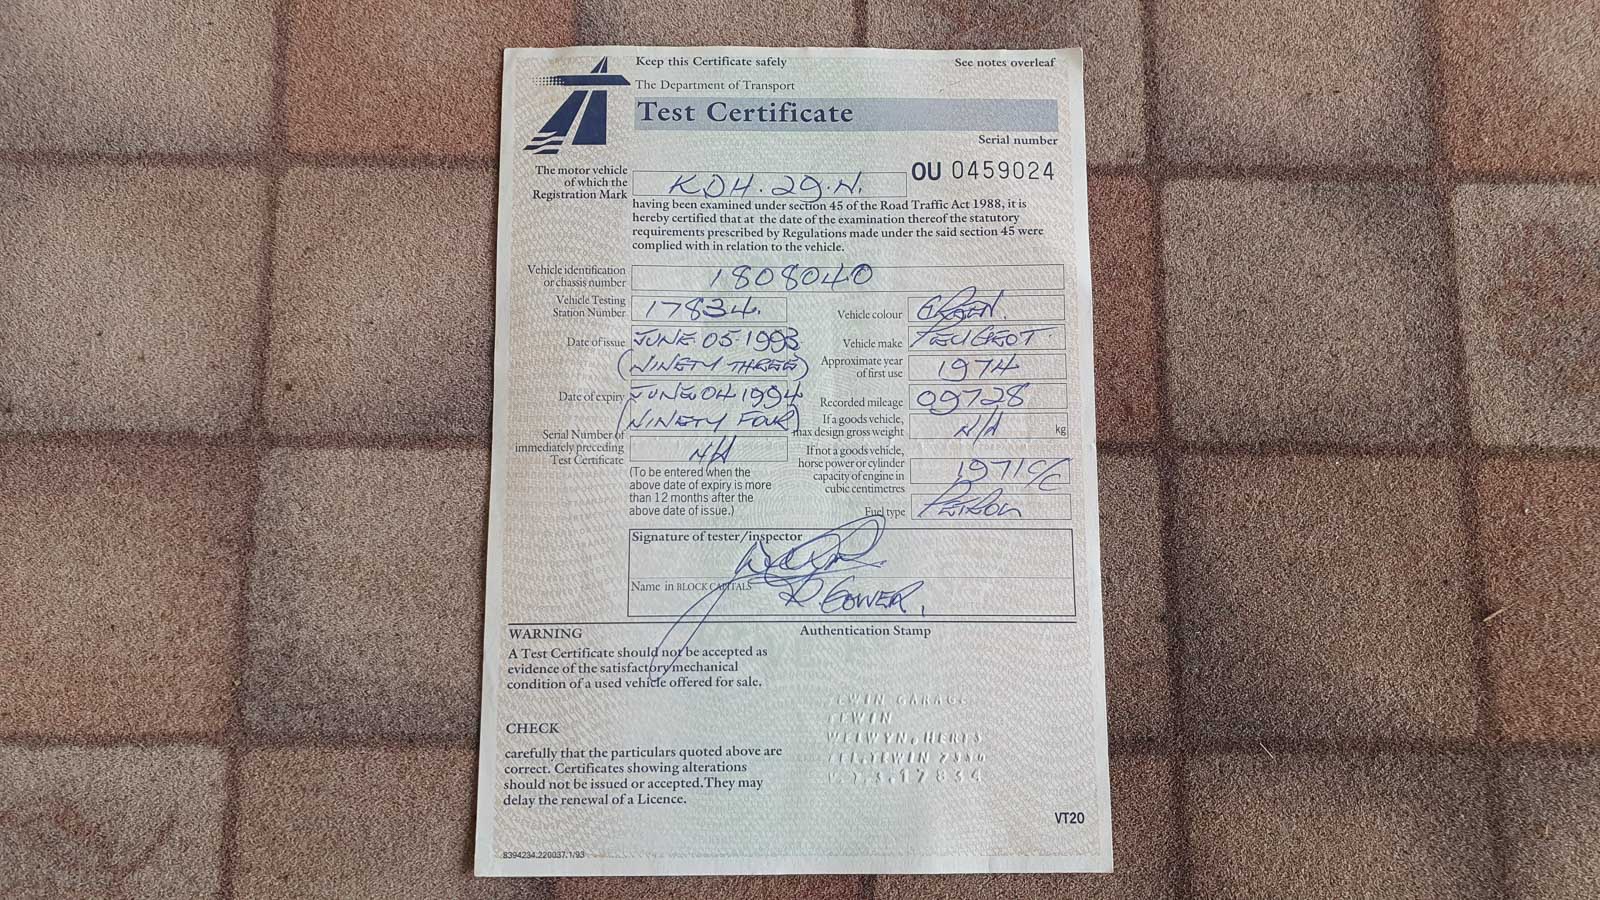 Keep this Certificate safely
See notes overleaf
The Department of Transport
Test Certificate
Serial number
OU 0459024
The motor vehicle
of which the
Registration Mark
KDH.29.N.
having been examined under section 45 of the Road Traffic Act 1988, it is
hereby certified that at the date of the examination thereof the statutory
requirements prescribed by Regulations made under the said section 45 were
complied with in relation to the vehicle.
Vehicle identification
or chassis number
1808040
Vehicle Testing
Station Number
17834.
Vehicle colour
GREEN.
Date of issue
JUNE.05.1993
(NINETY THREE)
Vehicle make
PEUGEOT.
Approximate year
of first use
1974
Date of expiry
JUNE.04 1994
(NINETY FOUR)
Recorded mileage
09728
If a goods vehicle,
max design gross weight
N/A
kg
Serial Number of
immediately preceding
Test Certificate
N/A
(To be entered when the
above date of expiry is more
than 12 months after the
above date of issue.)
If not a goods vehicle,
horse power or cylinder
capacity of engine in
cubic centimetres
1971c/c
Fuel type
PETROL
Signature of tester/inspector
Name in BLOCK CAPITALS
GOWER.
WARNING
A Test Certificate should not be accepted as
evidence of the satisfactory mechanical
condition of a used vehicle offered for sale.
Authentication Stamp
TEWIN GARAGE
TEWIN
WELWYN, HERTS
TEL. TEWIN
V.T.S. 17834
CHECK
carefully that the particulars quoted above are
correct. Certificates showing alterations
should not be issued or accepted. They may
delay the renewal of a Licence.
VT20
8394234.220037.1/93